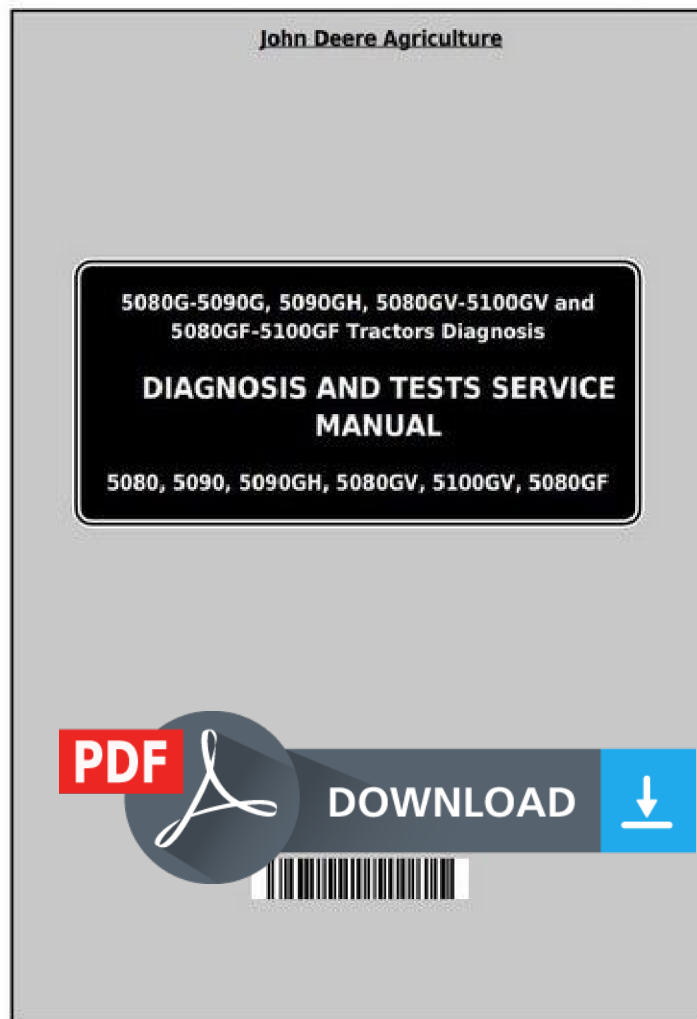 John Deere Agriculture
5080G-5090G, 5090GH, 5080GV-5100GV and
5080GF-5100GF Tractors Diagnosis
DIAGNOSIS AND TESTS SERVICE
MANUAL
5080, 5090, 5090GH, 5080GV, 5100GV, 5080GF
PDF
DOWNLOAD